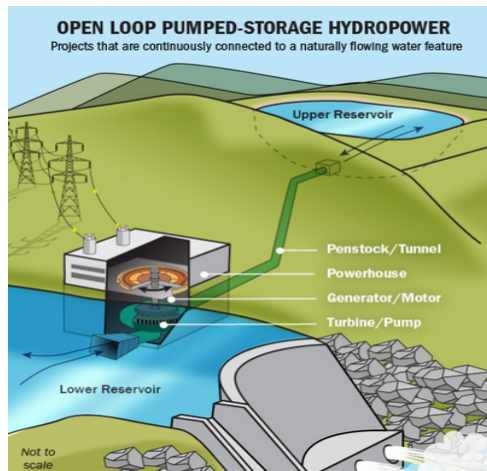 OPEN LOOP PUMPED-STORAGE HYDROPOWER
Projects that are continuously connected to a naturally flowing water feature
Upper Reservoir
Penstock/Tunnel
Powerhouse
Generator/Motor
Turbine/Pump
Lower Reservoir
Not to
scale